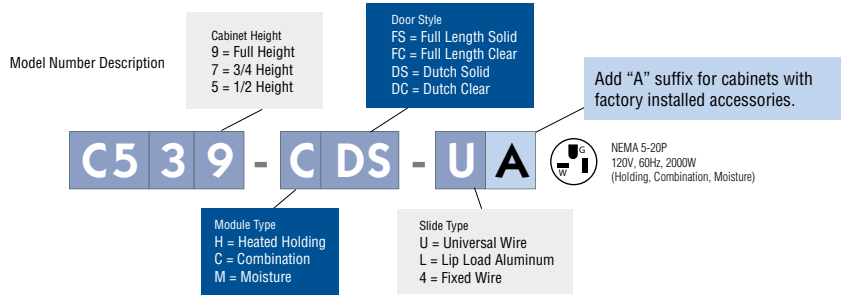 Model Number Description
Cabinet Height
9 = Full Height
7 = 3/4 Height
5 = 1/2 Height
Door Style
FS = Full Length Solid
FC = Full Length Clear
DS = Dutch Solid
DC = Dutch Clear
Add “A” suffix for cabinets with
factory installed accessories.
C5 3 9 - C DS - U A
G
W
NEMA 5-20P
120V, 60Hz, 2000W
(Holding, Combination, Moisture)
Module Type
H = Heated Holding
C = Combination
M = Moisture
Slide Type
U = Universal Wire
L = Lip Load Aluminum
4 = Fixed Wire